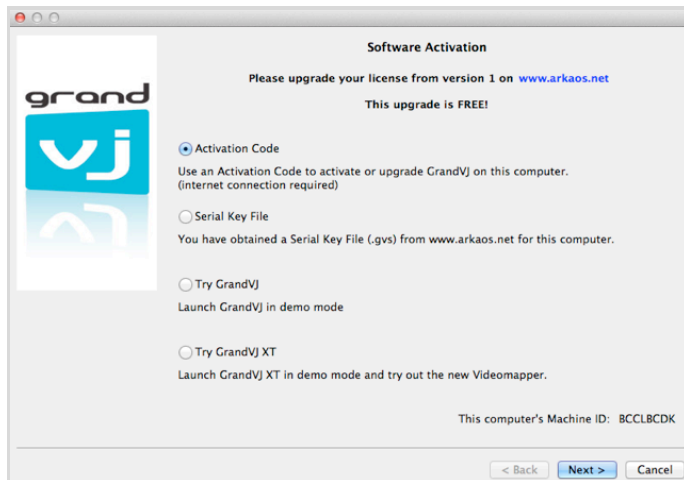 Software Activation
Please upgrade your license from version 1 on www.arkaos.net
This upgrade is FREE!
grand
vj
Activation Code
Use an Activation Code to activate or upgrade GrandVJ on this computer.
(internet connection required)
Serial Key File
You have obtained a Serial Key File (.gvs) from www.arkaos.net for this computer.
Try GrandVJ
Launch GrandVJ in demo mode
Try GrandVJ XT
Launch GrandVJ XT in demo mode and try out the new Videomapper.
This computer's Machine ID: BCCLBCDK
< Back Next > Cancel